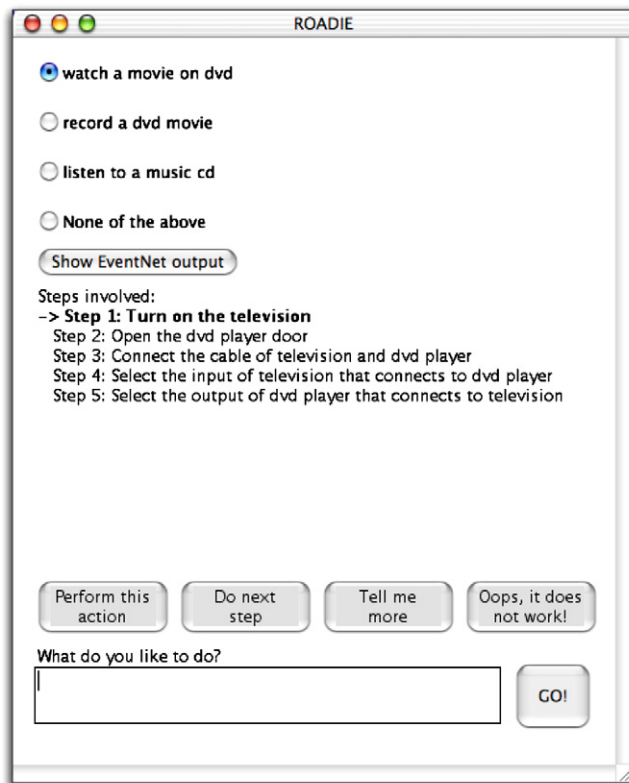 ROADIE
watch a movie on dvd
record a dvd movie
listen to a music cd
None of the above
Show EventNet output
Steps involved:
-> Step 1: Turn on the television
Step 2: Open the dvd player door
Step 3: Connect the cable of television and dvd player
Step 4: Select the input of television that connects to dvd player
Step 5: Select the output of dvd player that connects to television
Perform this
action
Do next
step
Tell me
more
Oops, it does
not work!
What do you like to do?
GO!